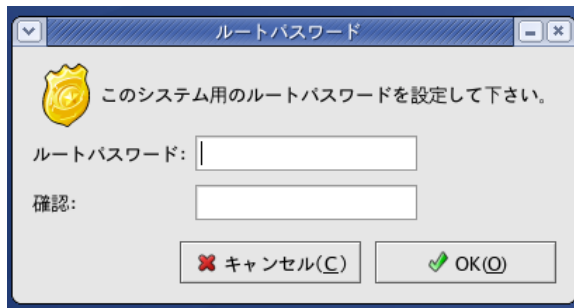 ルートパスワード
このシステム用のルートパスワードを設定して下さい。
ルートパスワード:
確認:
キャンセル(C)
OK(O)